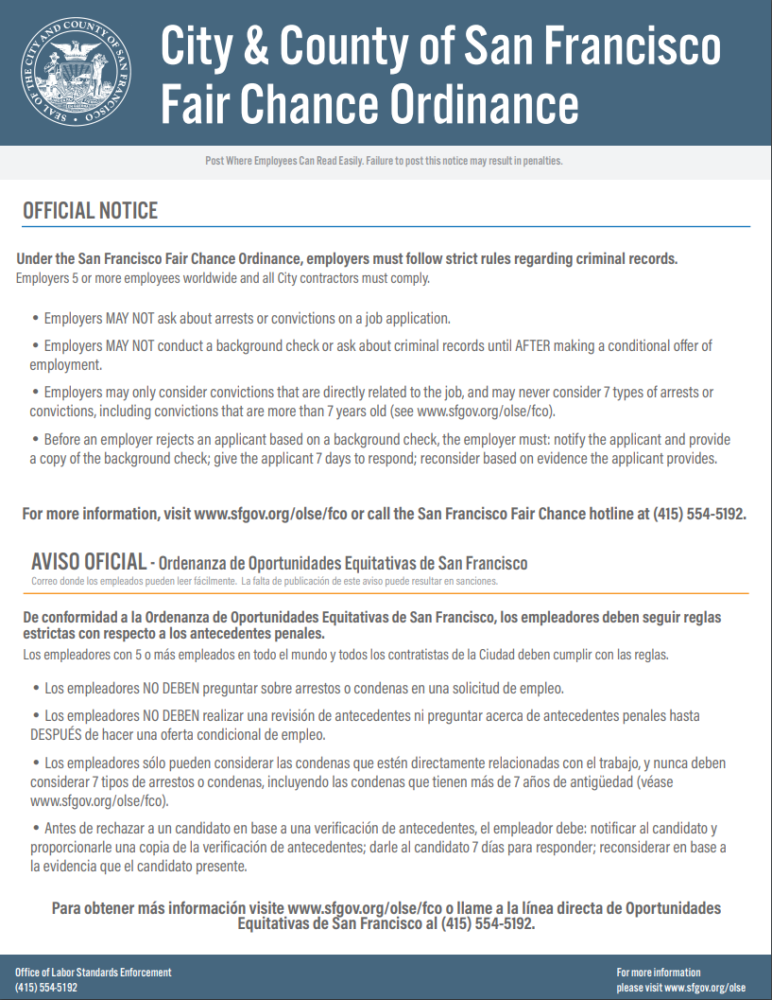 SEAL OF THE CITY AND COUNTY OF SAN FRANCISCO
City & County of San Francisco
Fair Chance Ordinance
Post Where Employees Can Read Easily. Failure to post this notice may result in penalties.
OFFICIAL NOTICE
Under the San Francisco Fair Chance Ordinance, employers must follow strict rules regarding criminal records.
Employers 5 or more employees worldwide and all City contractors must comply.
• Employers MAY NOT ask about arrests or convictions on a job application.
• Employers MAY NOT conduct a background check or ask about criminal records until AFTER making a conditional offer of
employment.
• Employers may only consider convictions that are directly related to the job, and may never consider 7 types of arrests or
convictions, including convictions that are more than 7 years old (see www.sfgov.org/olse/fco).
• Before an employer rejects an applicant based on a background check, the employer must: notify the applicant and provide
a copy of the background check; give the applicant 7 days to respond; reconsider based on evidence the applicant provides.
For more information, visit www.sfgov.org/olse/fco or call the San Francisco Fair Chance hotline at (415) 554-5192.
AVISO OFICIAL - Ordenanza de Oportunidades Equitativas de San Francisco
Correo donde los empleados pueden leer fácilmente. La falta de publicación de este aviso puede resultar en sanciones.
De conformidad a la Ordenanza de Oportunidades Equitativas de San Francisco, los empleadores deben seguir reglas
estrictas con respecto a los antecedentes penales.
Los empleadores con 5 o más empleados en todo el mundo y todos los contratistas de la Ciudad deben cumplir con las reglas.
• Los empleadores NO DEBEN preguntar sobre arrestos o condenas en una solicitud de empleo.
• Los empleadores NO DEBEN realizar una revisión de antecedentes ni preguntar acerca de antecedentes penales hasta
DESPUÉS de hacer una oferta condicional de empleo.
• Los empleadores sólo pueden considerar las condenas que estén directamente relacionadas con el trabajo, y nunca deben
considerar 7 tipos de arrestos o condenas, incluyendo las condenas que tienen más de 7 años de antigüedad (véase
www.sfgov.org/olse/fco).
• Antes de rechazar a un candidato en base a una verificación de antecedentes, el empleador debe: notificar al candidato y
proporcionarle una copia de la verificación de antecedentes; darle al candidato 7 días para responder; reconsiderar en base a
la evidencia que el candidato presente.
Para obtener más información visite www.sfgov.org/olse/fco o llame a la línea directa de Oportunidades
Equitativas de San Francisco al (415) 554-5192.
Office of Labor Standards Enforcement
(415) 554-5192
For more information
please visit www.sfgov.org/olse